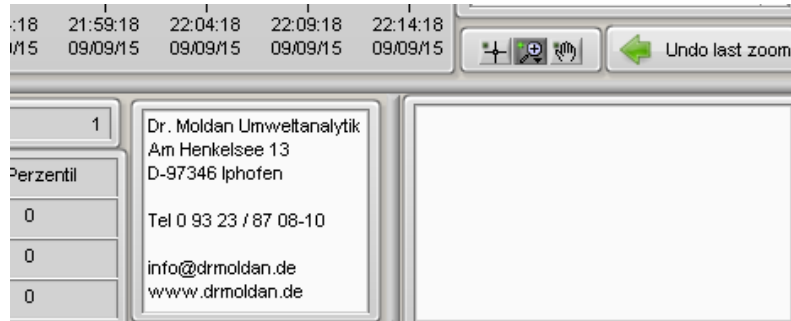 :18 21:59:18 22:04:18 22:09:18 22:14:18
/15 09/09/15 09/09/15 09/09/15 09/09/15
Undo last zoom
1
Perzentil
0
0
0
Dr. Moldan Umweltanalytik
Am Henkelsee 13
D-97346 Iphofen
Tel 0 93 23 / 87 08-10
info@drmoldan.de
www.drmoldan.de